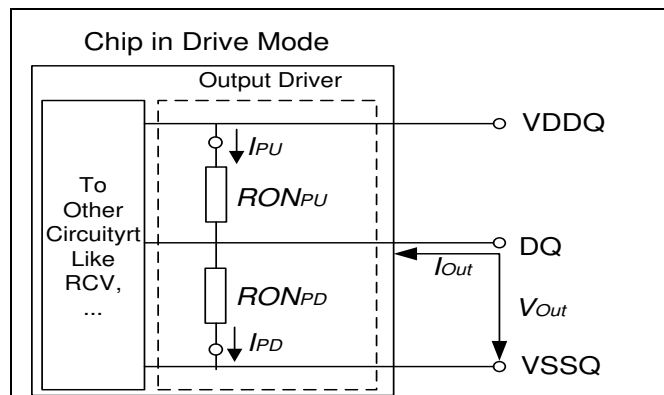 Chip in Drive Mode
Output Driver
To
Other
Circuityrt
Like
RCV,
...
IPU
RONPU
RONPD
IPD
VDDQ
DQ
IOut
VOut
VSSQ